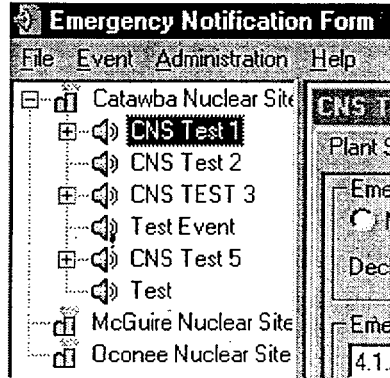 Emergency Notification Form
File Event Administration Help
Catawba Nuclear Site
CNS Test 1
CNS Test 2
CNS TEST 3
Test Event
CNS Test 5
Test
McGuire Nuclear Site
Oconee Nuclear Site
CNS T
Plant S
Eme
Dec
Eme
4.1.